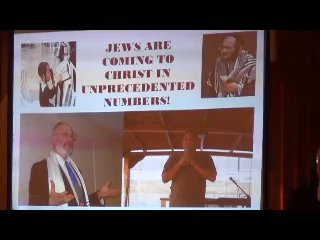 JEWS ARE
COMING TO
CHRIST IN
UNPRECEDENTED
NUMBERS!